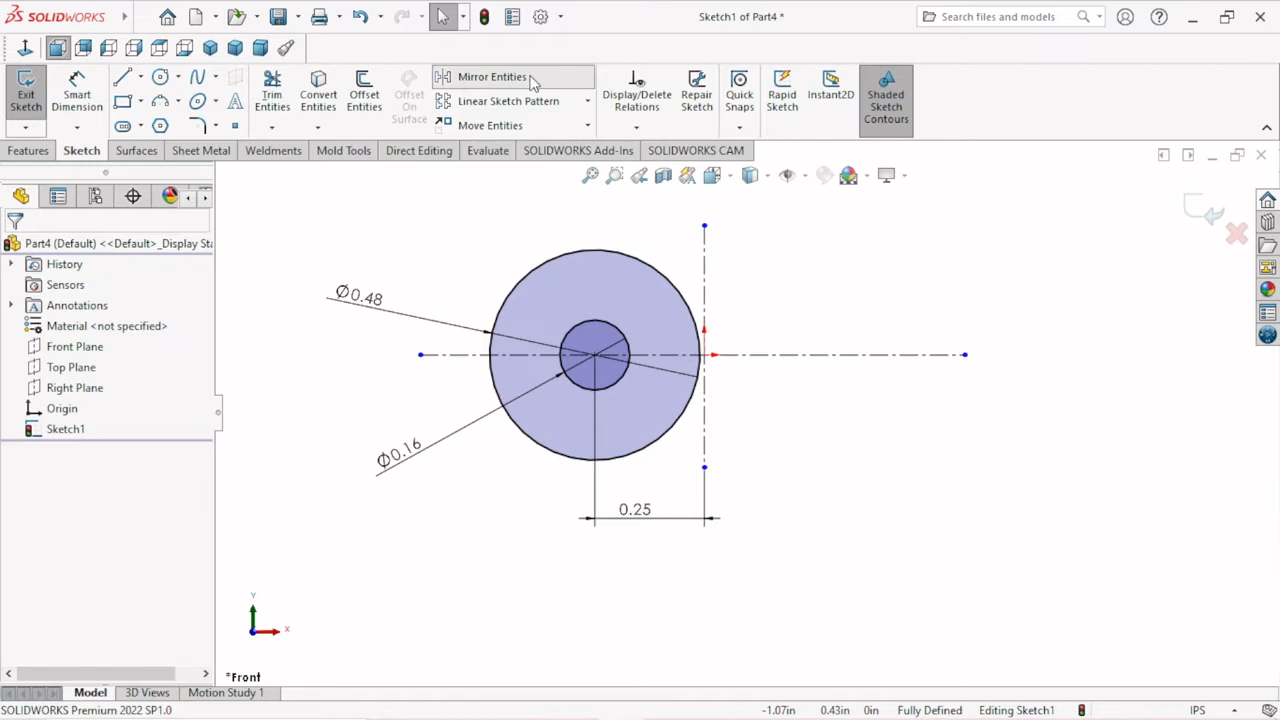 SOLIDWORKS
Sketch1 of Part4 *
Search files and models
Exit Sketch
Smart Dimension
Trim Entities
Convert Entities
Offset Entities
Offset On Surface
Mirror Entities
Linear Sketch Pattern
Move Entities
Display/Delete Relations
Repair Sketch
Quick Snaps
Rapid Sketch
Instant2D
Shaded Sketch Contours
Features
Sketch
Surfaces
Sheet Metal
Weldments
Mold Tools
Direct Editing
Evaluate
SOLIDWORKS Add-Ins
SOLIDWORKS CAM
Part4 (Default) <<Default>_Display Sta
History
Sensors
Annotations
Material <not specified>
Front Plane
Top Plane
Right Plane
Origin
Sketch1
Ø0.48
Ø0.16
0.25
Y
X
*Front
Model
3D Views
Motion Study 1
SOLIDWORKS Premium 2022 SP1.0
-1.07in
0.43in
0in
Fully Defined
Editing Sketch1
IPS